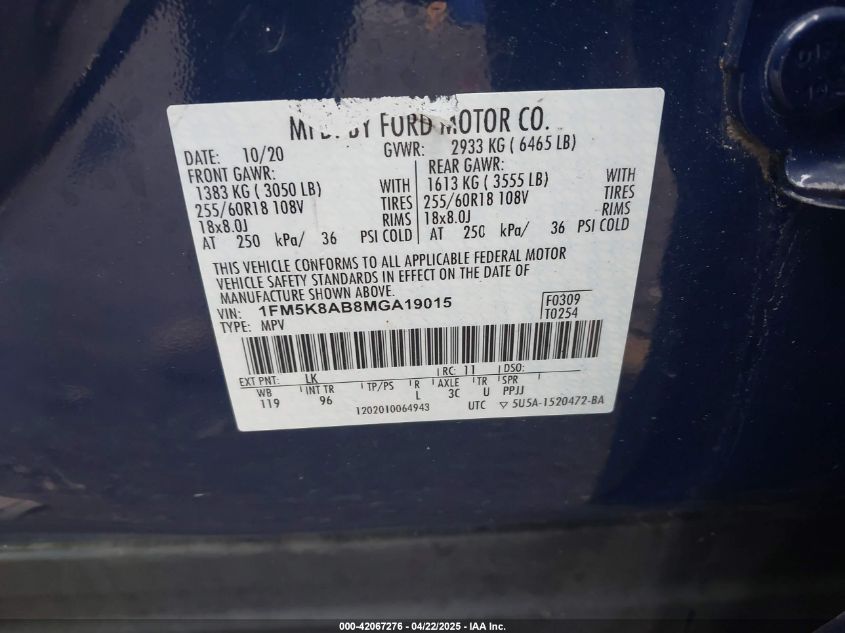 MFD. BY FORD MOTOR CO.
DATE: 10/20 GVWR: 2933 KG ( 6465 LB)
FRONT GAWR: REAR GAWR:
1383 KG ( 3050 LB) WITH 1613 KG ( 3555 LB) WITH
255/60R18 108V TIRES 255/60R18 108V TIRES
18x8.0J RIMS 18x8.0J RIMS
AT 250 kPa/ 36 PSI COLD AT 250 kPa/ 36 PSI COLD
THIS VEHICLE CONFORMS TO ALL APPLICABLE FEDERAL MOTOR
VEHICLE SAFETY STANDARDS IN EFFECT ON THE DATE OF
MANUFACTURE SHOWN ABOVE.
VIN: 1FM5K8AB8MGA19015 F0309
TYPE: MPV T0254
EXT PNT: LK RC: 11 DSO:
WB INT TR TP/PS R AXLE TR SPR
119 96 L 3C U PPJJ
1202010064943 UTC ▽ 5U5A-1520472-BA
000-42067276 - 04/22/2025 - IAA Inc.